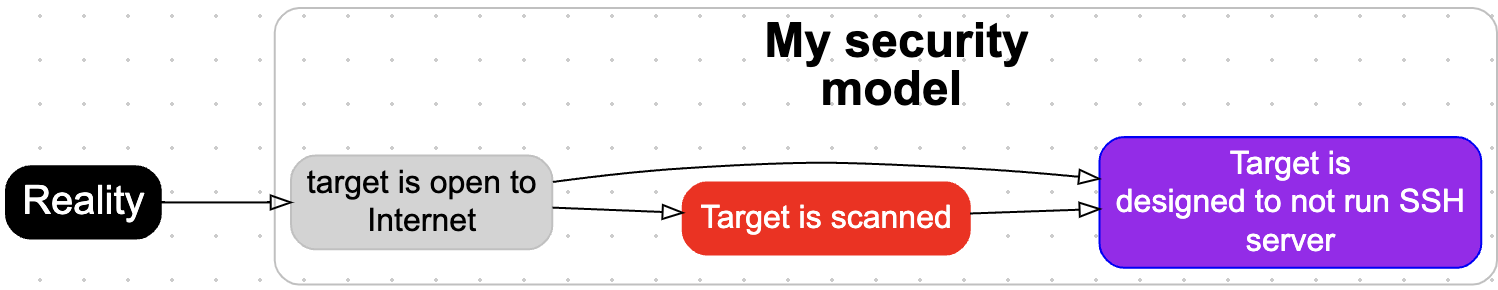 My security
model
Reality
target is open to
Internet
Target is scanned
Target is
designed to not run SSH
server